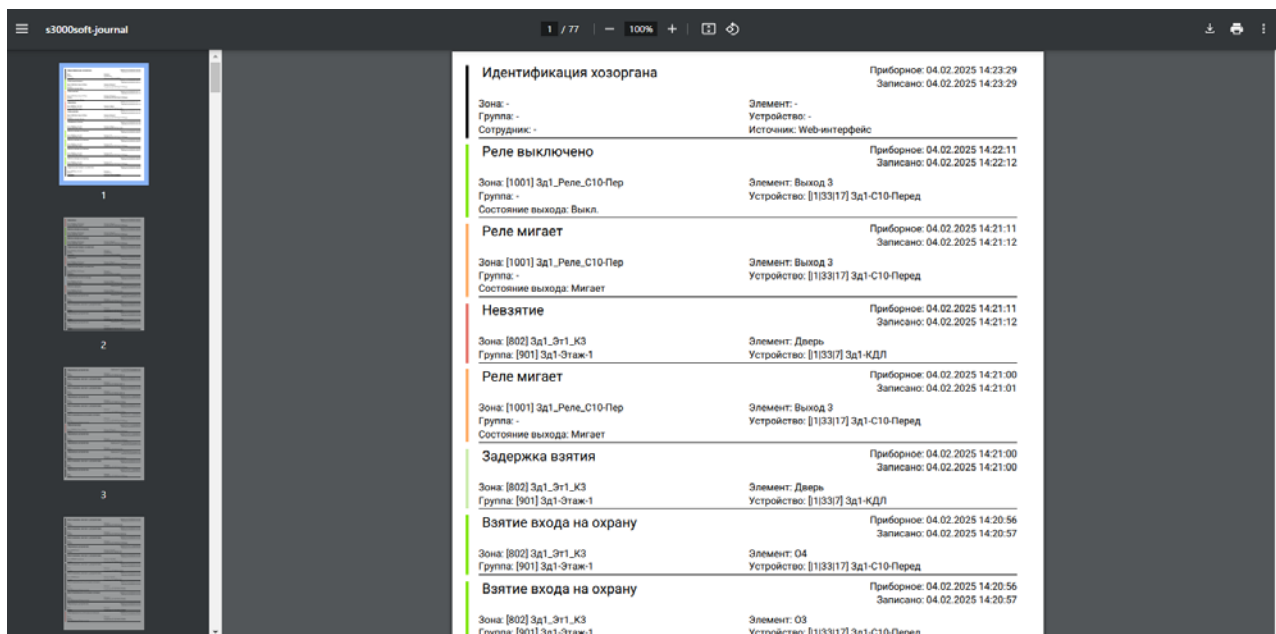 s3000soft-journal
1 / 77
100%
1
2
3
Идентификация хозоргана
Приборное: 04.02.2025 14:23:29
Записано: 04.02.2025 14:23:29
Зона: -
Элемент: -
Группа: -
Устройство: -
Сотрудник: -
Источник: Web-интерфейс
Реле выключено
Приборное: 04.02.2025 14:22:11
Записано: 04.02.2025 14:22:12
Зона: [1001] Зд1_Реле_С10-Пер
Элемент: Выход 3
Группа: -
Устройство: [|1|33|17] Зд1-С10-Перед
Состояние выхода: Выкл.
Реле мигает
Приборное: 04.02.2025 14:21:11
Записано: 04.02.2025 14:21:12
Зона: [1001] Зд1_Реле_С10-Пер
Элемент: Выход 3
Группа: -
Устройство: [|1|33|17] Зд1-С10-Перед
Состояние выхода: Мигает
Невзятие
Приборное: 04.02.2025 14:21:11
Записано: 04.02.2025 14:21:12
Зона: [802] Зд1_Эт1_К3
Элемент: Дверь
Группа: [901] Зд1-Этаж-1
Устройство: [|1|33|7] Зд1-КДЛ
Реле мигает
Приборное: 04.02.2025 14:21:00
Записано: 04.02.2025 14:21:01
Зона: [1001] Зд1_Реле_С10-Пер
Элемент: Выход 3
Группа: -
Устройство: [|1|33|17] Зд1-С10-Перед
Состояние выхода: Мигает
Задержка взятия
Приборное: 04.02.2025 14:21:00
Записано: 04.02.2025 14:21:00
Зона: [802] Зд1_Эт1_К3
Элемент: Дверь
Группа: [901] Зд1-Этаж-1
Устройство: [|1|33|7] Зд1-КДЛ
Взятие входа на охрану
Приборное: 04.02.2025 14:20:56
Записано: 04.02.2025 14:20:57
Зона: [802] Зд1_Эт1_К3
Элемент: О4
Группа: [901] Зд1-Этаж-1
Устройство: [|1|33|17] Зд1-С10-Перед
Взятие входа на охрану
Приборное: 04.02.2025 14:20:56
Записано: 04.02.2025 14:20:57
Зона: [802] Зд1_Эт1_К3
Элемент: О3
Группа: [901] Зд1-Этаж-1
Устройство: [|1|33|17] Зд1-С10-Перед